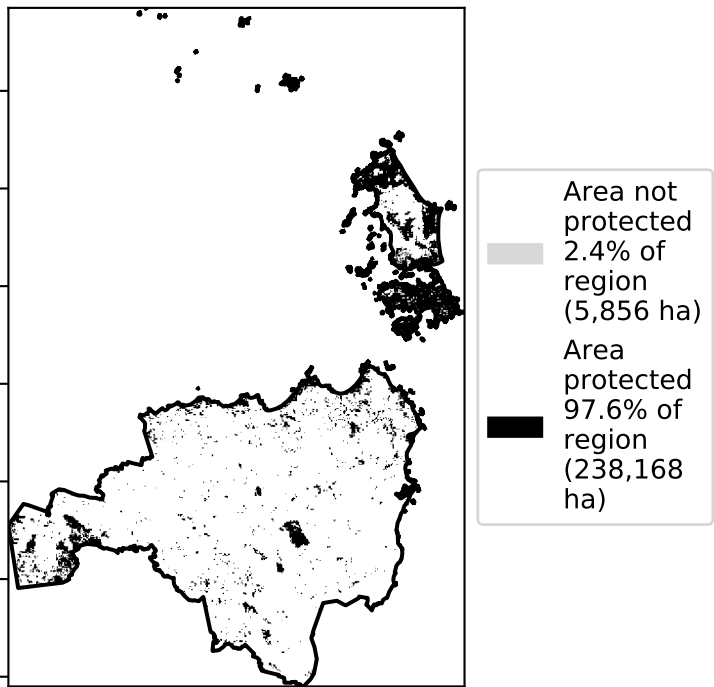 Area not
protected
2.4% of
region
(5,856 ha)
Area
protected
97.6% of
region
(238,168
ha)